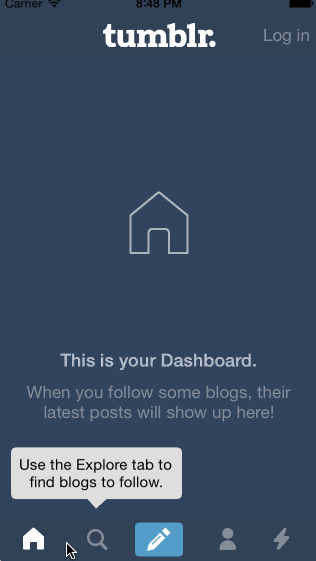 Carrier 8:48 PM
tumblr. Log in
This is your Dashboard.
When you follow some blogs, their
latest posts will show up here!
Use the Explore tab to
find blogs to follow.